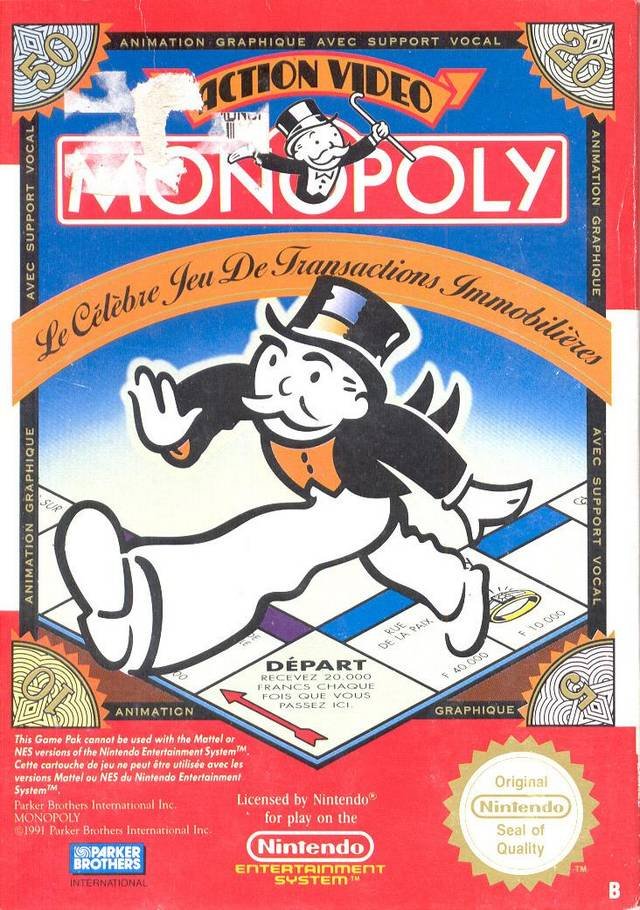 ANIMATION GRAPHIQUE AVEC SUPPORT VOCAL
50
20
ACTION VIDEO
MONOPOLY
AVEC SUPPORT VOCAL
ANIMATION GRAPHIQUE
Le Célèbre Jeu De Transactions Immobilières
ANIMATION GRAPHIQUE
AVEC SUPPORT VOCAL
SUR
RUE
DE LA PAIX
F 40.000
F 10.000
DÉPART
RECEVEZ 20.000
FRANCS CHAQUE
FOIS QUE VOUS
PASSEZ ICI.
10
5
ANIMATION
GRAPHIQUE
This Game Pak cannot be used with the Mattel or
NES versions of the Nintendo Entertainment System™.
Cette cartouche de jeu ne peut être utilisée avec les
versions Mattel ou NES du Nintendo Entertainment
System™.
Parker Brothers International Inc.
MONOPOLY
©1991 Parker Brothers International Inc.
PARKER
BROTHERS
INTERNATIONAL
Licensed by Nintendo®
for play on the
Nintendo
ENTERTAINMENT
SYSTEM™
Original
Nintendo
Seal of
Quality
TM
B